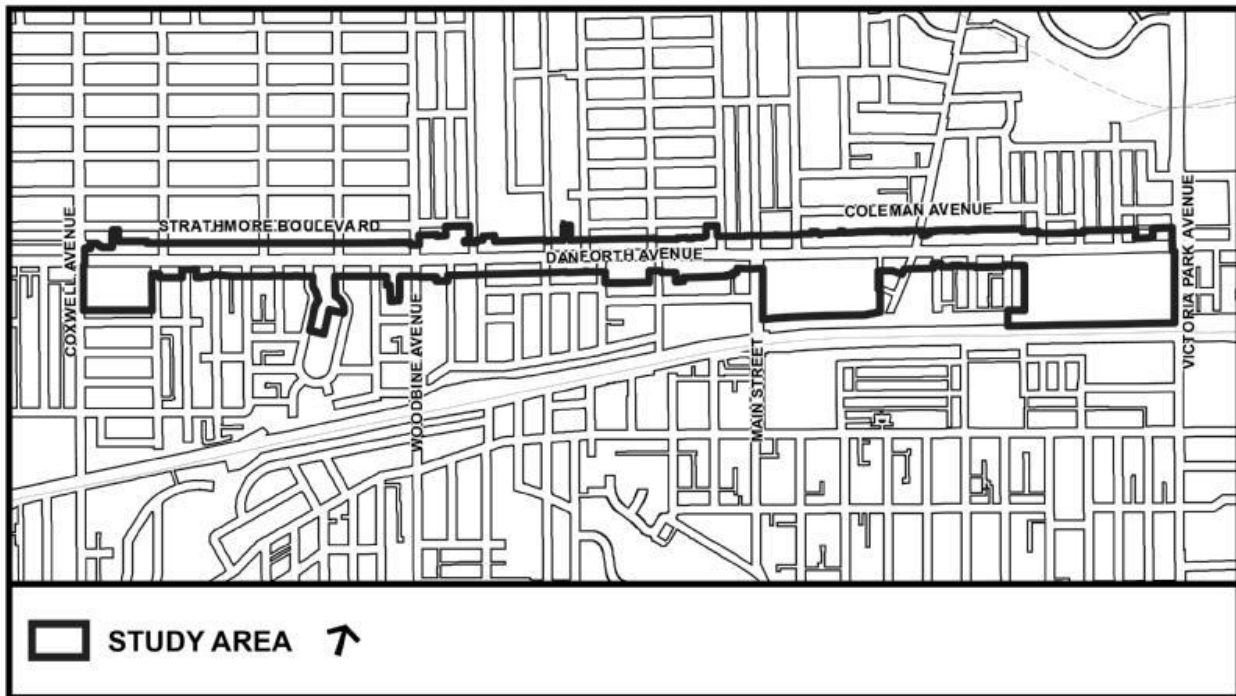 COLEMAN AVENUE
STRATHMORE BOULEVARD
DANFORTH AVENUE
COXWELL AVENUE
WOODBINE AVENUE
MAIN STREET
VICTORIA PARK AVENUE
STUDY AREA